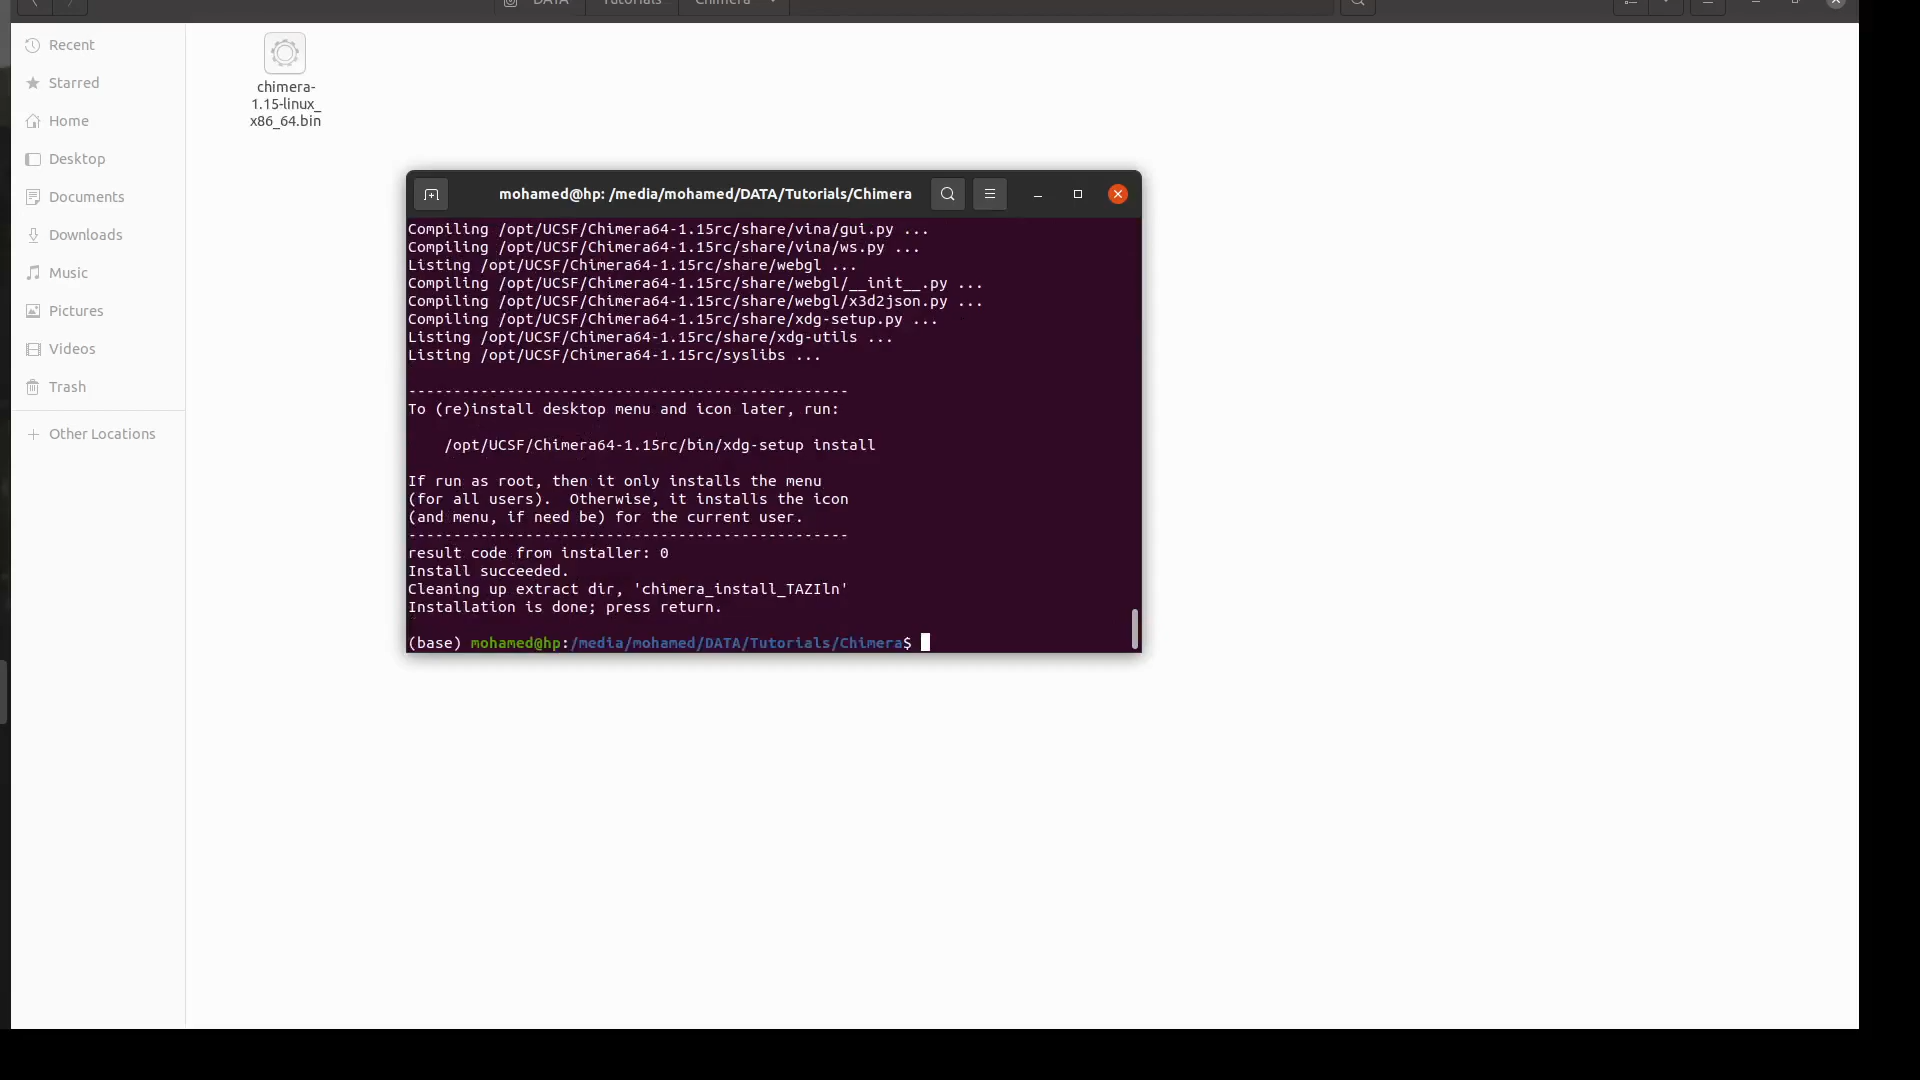 DATA Tutorials Chimera
Recent
Starred
Home
Desktop
Documents
Downloads
Music
Pictures
Videos
Trash
Other Locations
chimera-
1.15-linux_
x86_64.bin
mohamed@hp: /media/mohamed/DATA/Tutorials/Chimera
Compiling /opt/UCSF/Chimera64-1.15rc/share/vina/gui.py ...
Compiling /opt/UCSF/Chimera64-1.15rc/share/vina/ws.py ...
Listing /opt/UCSF/Chimera64-1.15rc/share/webgl ...
Compiling /opt/UCSF/Chimera64-1.15rc/share/webgl/__init__.py ...
Compiling /opt/UCSF/Chimera64-1.15rc/share/webgl/x3d2json.py ...
Compiling /opt/UCSF/Chimera64-1.15rc/share/xdg-setup.py ...
Listing /opt/UCSF/Chimera64-1.15rc/share/xdg-utils ...
Listing /opt/UCSF/Chimera64-1.15rc/syslibs ...
-------------------------------------------------
To (re)install desktop menu and icon later, run:
/opt/UCSF/Chimera64-1.15rc/bin/xdg-setup install
If run as root, then it only installs the menu
(for all users).  Otherwise, it installs the icon
(and menu, if need be) for the current user.
-------------------------------------------------
result code from installer: 0
Install succeeded.
Cleaning up extract dir, 'chimera_install_TAZIln'
Installation is done; press return.
(base) mohamed@hp:/media/mohamed/DATA/Tutorials/Chimera$